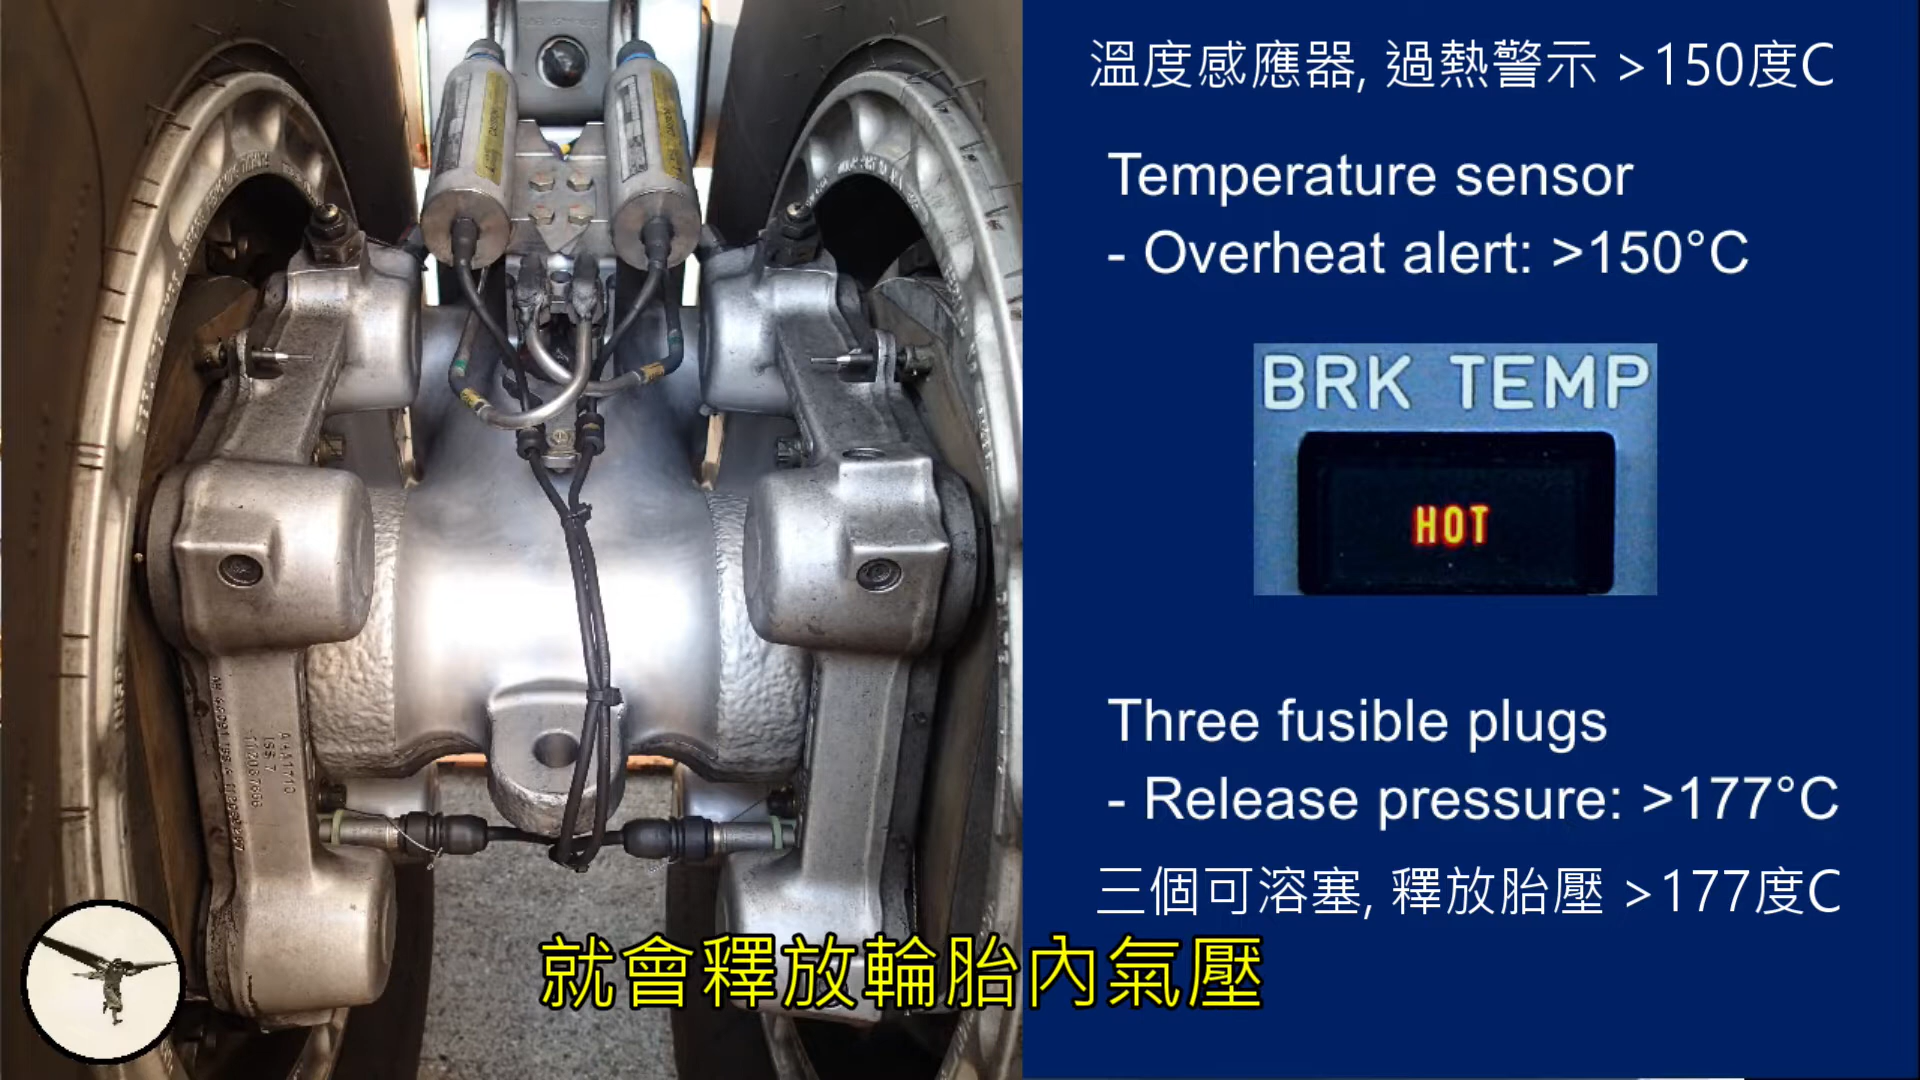 溫度感應器, 過熱警示 >150度C
Temperature sensor
- Overheat alert: >150°C
BRK TEMP
HOT
Three fusible plugs
- Release pressure: >177°C
三個可溶塞, 釋放胎壓 >177度C
就會釋放輪胎內氣壓